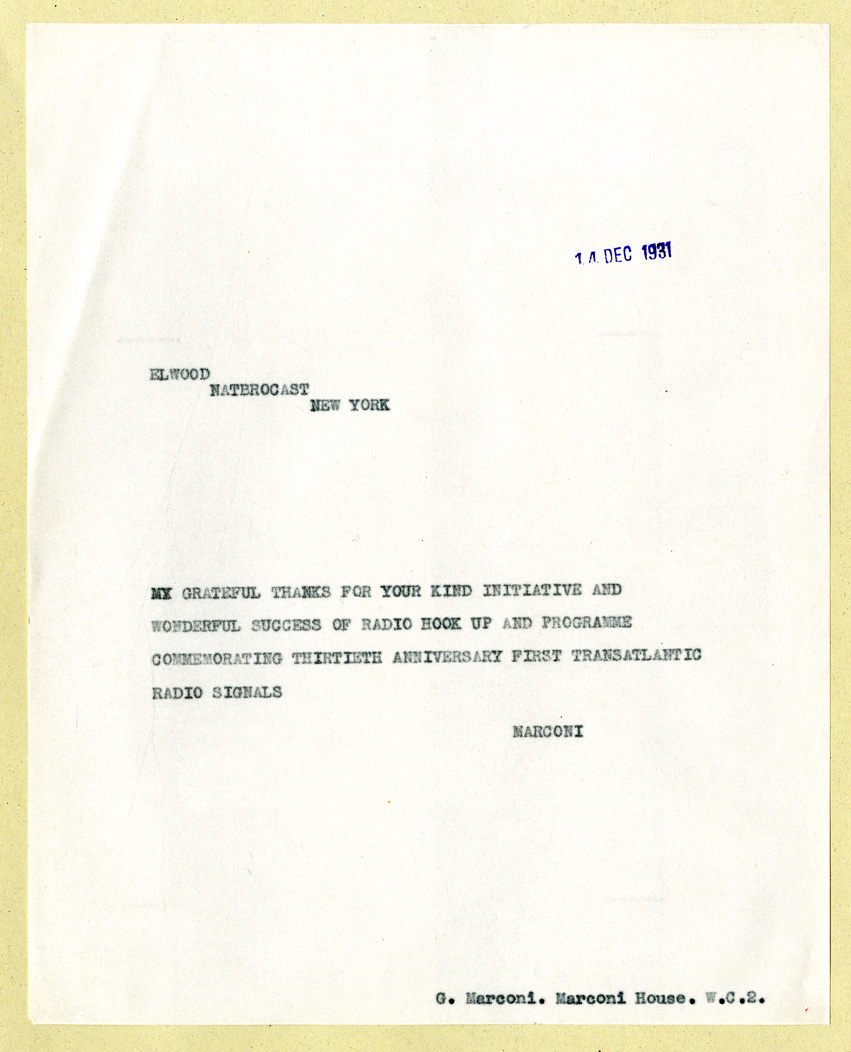 14 DEC 1931
ELWOOD
NATBROCAST
NEW YORK
MY GRATEFUL THANKS FOR YOUR KIND INITIATIVE AND
WONDERFUL SUCCESS OF RADIO HOOK UP AND PROGRAMME
COMMEMORATING THIRTIETH ANNIVERSARY FIRST TRANSATLANTIC
RADIO SIGNALS
MARCONI
G. Marconi. Marconi House. W.C.2.